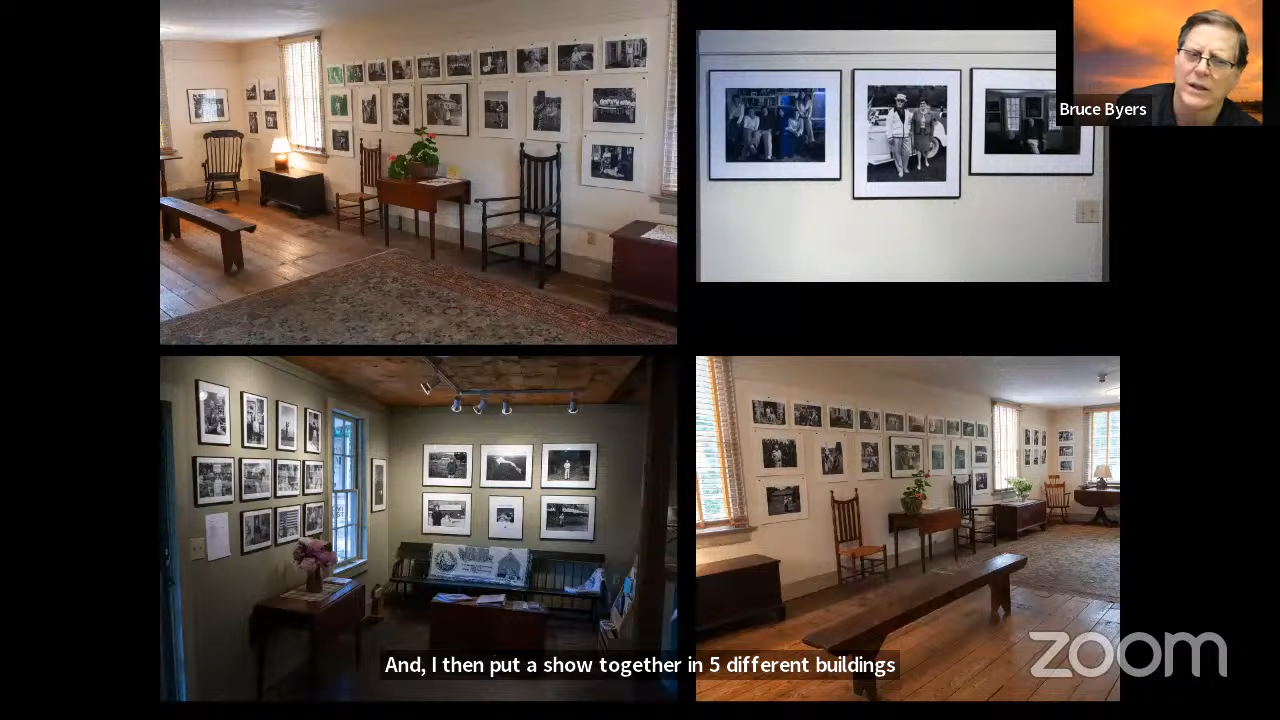 Bruce Byers
And, I then put a show together in 5 different buildings
zoom